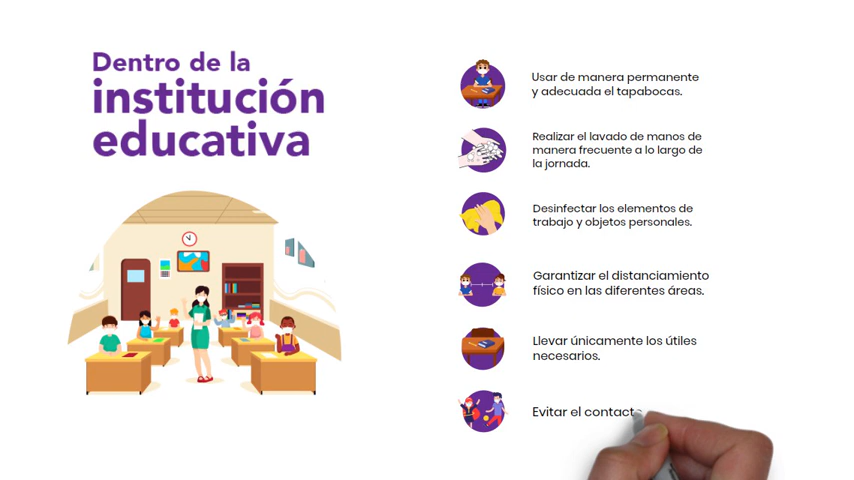 Dentro de la
institución
educativa
Usar de manera permanente
y adecuada el tapabocas.
Realizar el lavado de manos de
manera frecuente a lo largo de
la jornada.
Desinfectar los elementos de
trabajo y objetos personales.
Garantizar el distanciamiento
físico en las diferentes áreas.
Llevar únicamente los útiles
necesarios.
Evitar el contacto